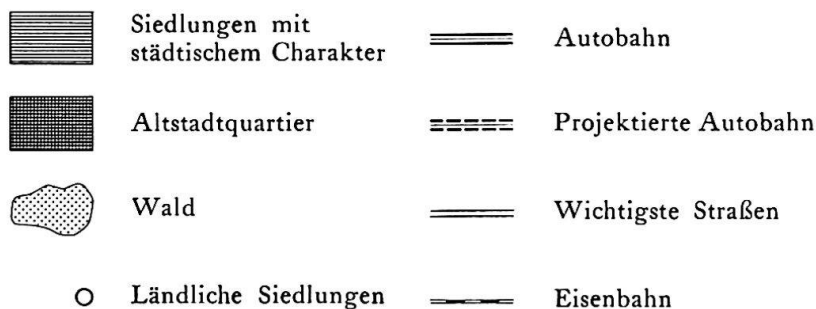 Siedlungen mit
städtischem Charakter
Altstadtquartier
Wald
Ländliche Siedlungen
Autobahn
Projektierte Autobahn
Wichtigste Straßen
Eisenbahn